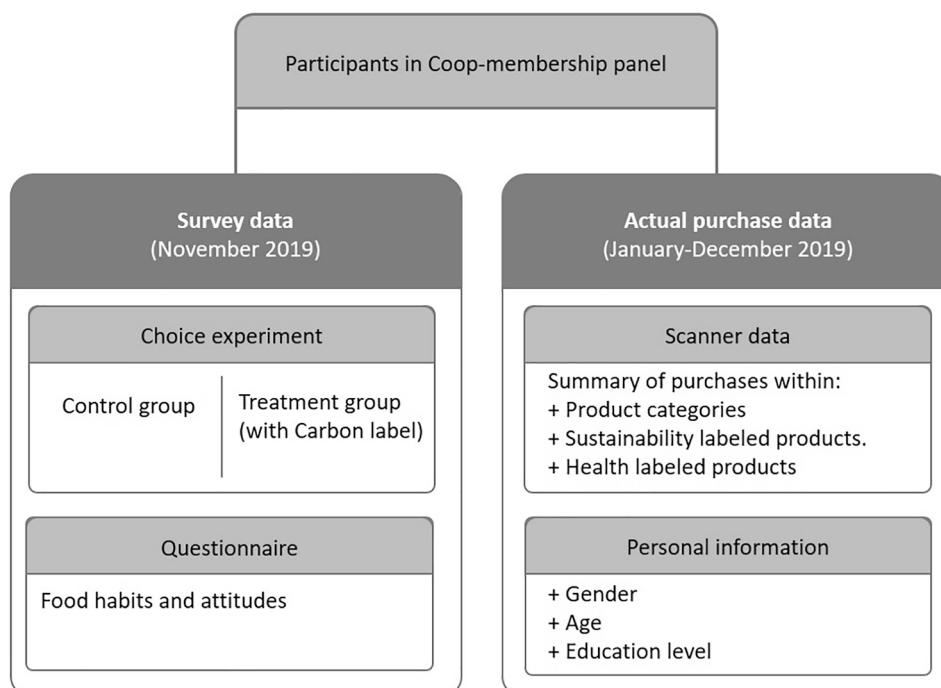 Participants in Coop-membership panel
Survey data
(November 2019)
Choice experiment
Control group
Treatment group
(with Carbon label)
Questionnaire
Food habits and attitudes
Actual purchase data
(January-December 2019)
Scanner data
Summary of purchases within:
+ Product categories
+ Sustainability labeled products.
+ Health labeled products
Personal information
+ Gender
+ Age
+ Education level